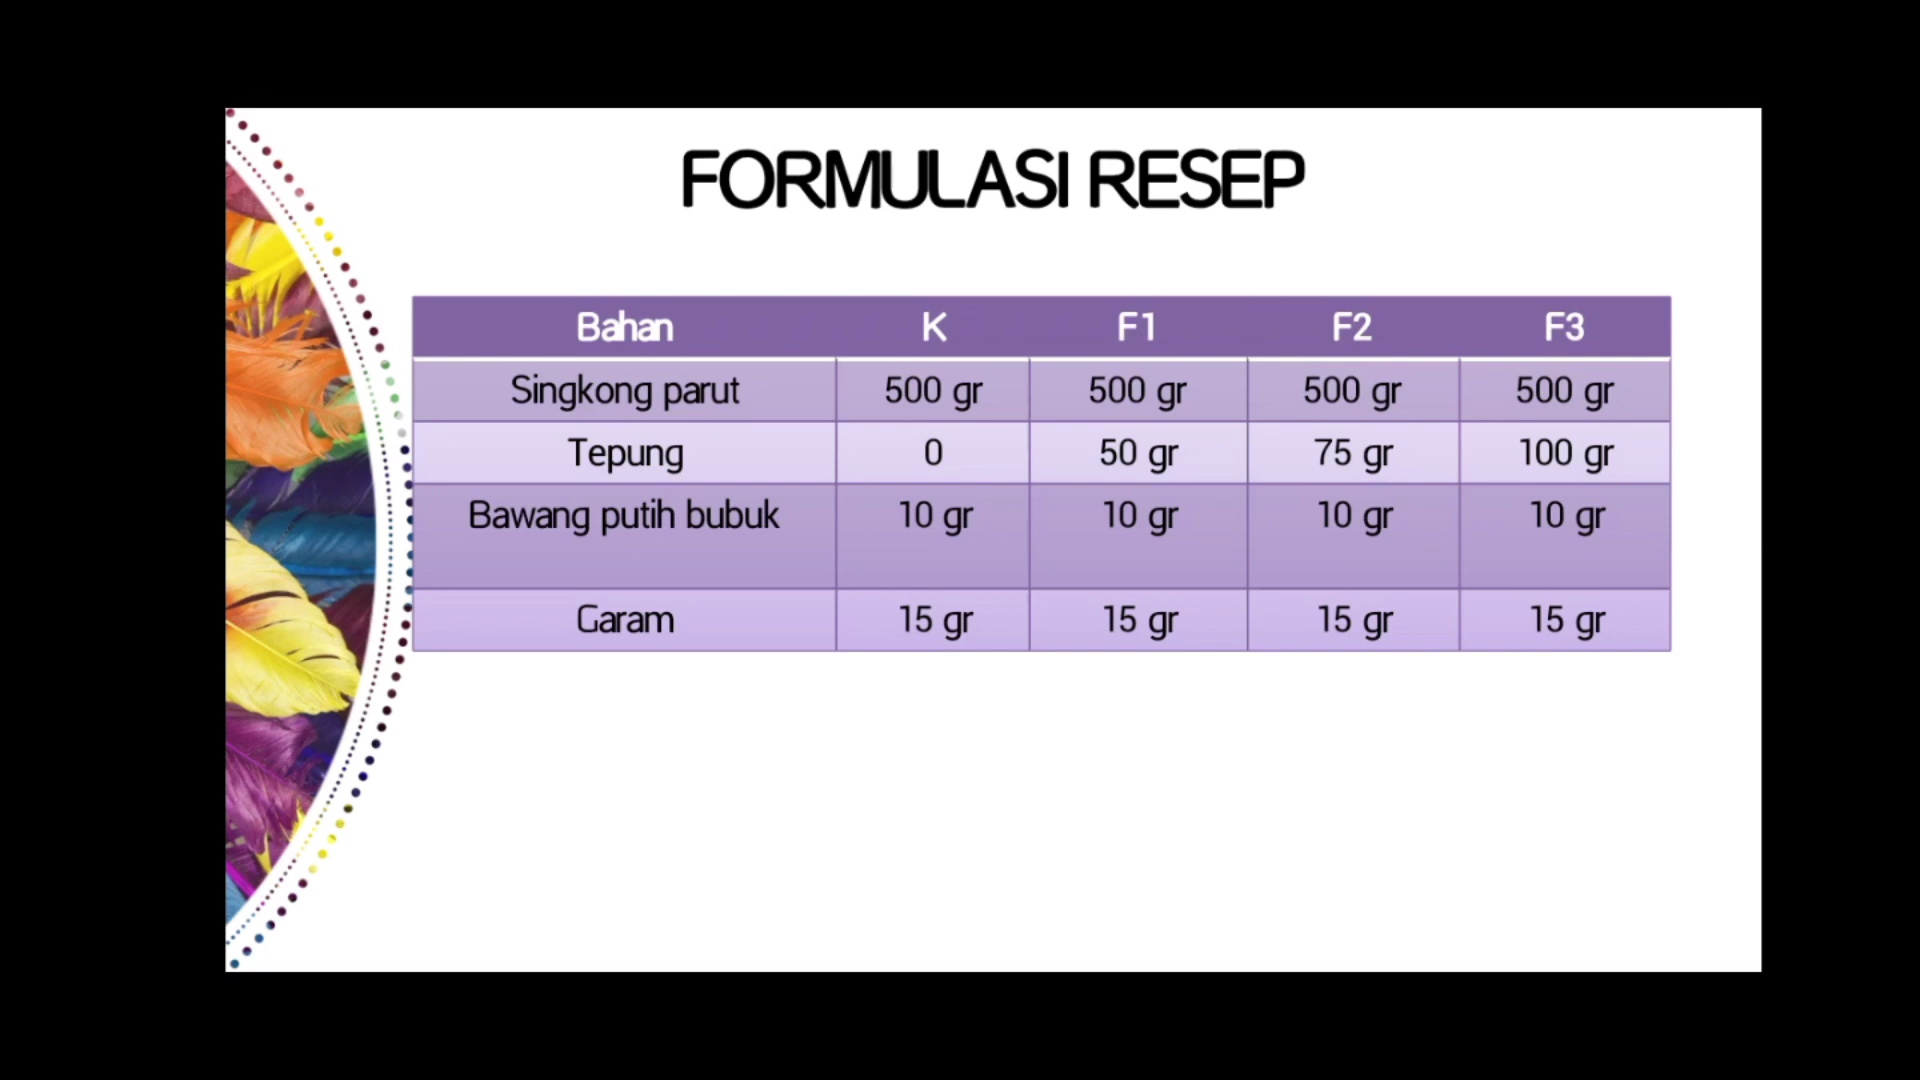 FORMULASI RESEP
Bahan K F1 F2 F3
Singkong parut 500 gr 500 gr 500 gr 500 gr
Tepung 0 50 gr 75 gr 100 gr
Bawang putih bubuk 10 gr 10 gr 10 gr 10 gr
Garam 15 gr 15 gr 15 gr 15 gr